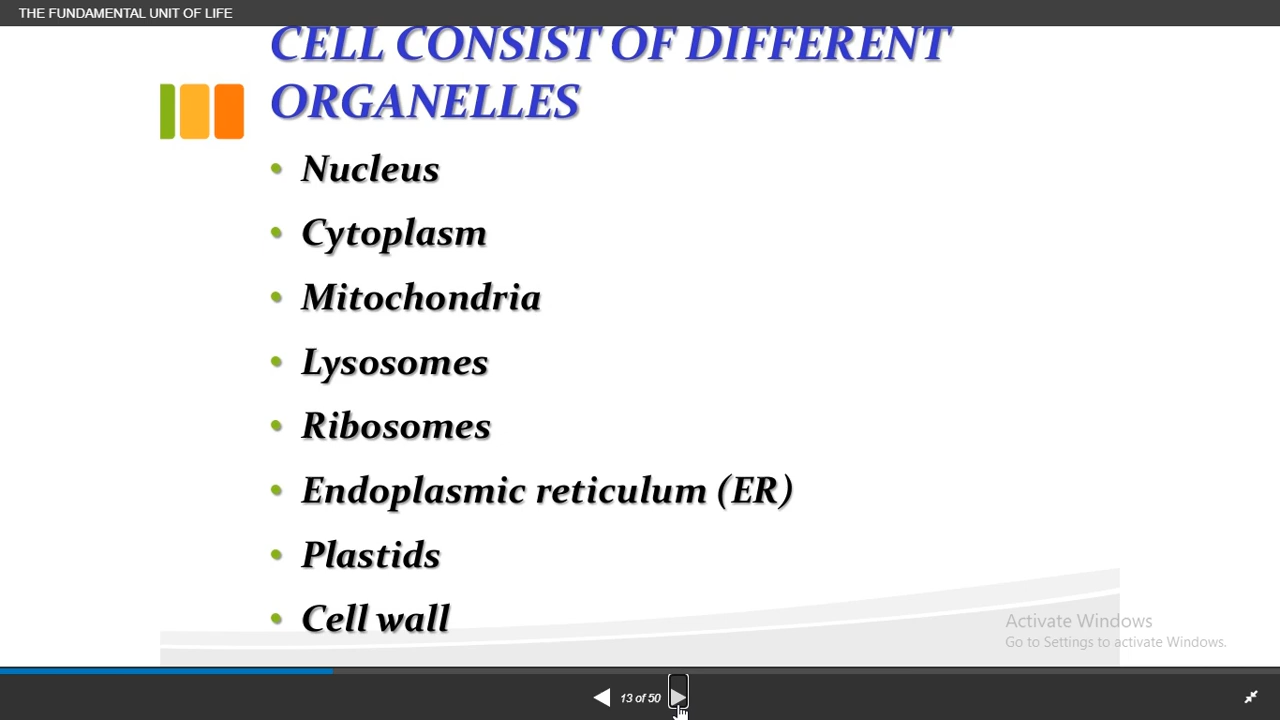 THE FUNDAMENTAL UNIT OF LIFE
CELL CONSIST OF DIFFERENT
ORGANELLES
• Nucleus
• Cytoplasm
• Mitochondria
• Lysosomes
• Ribosomes
• Endoplasmic reticulum (ER)
• Plastids
• Cell wall
Activate Windows
Go to Settings to activate Windows.
13 of 50